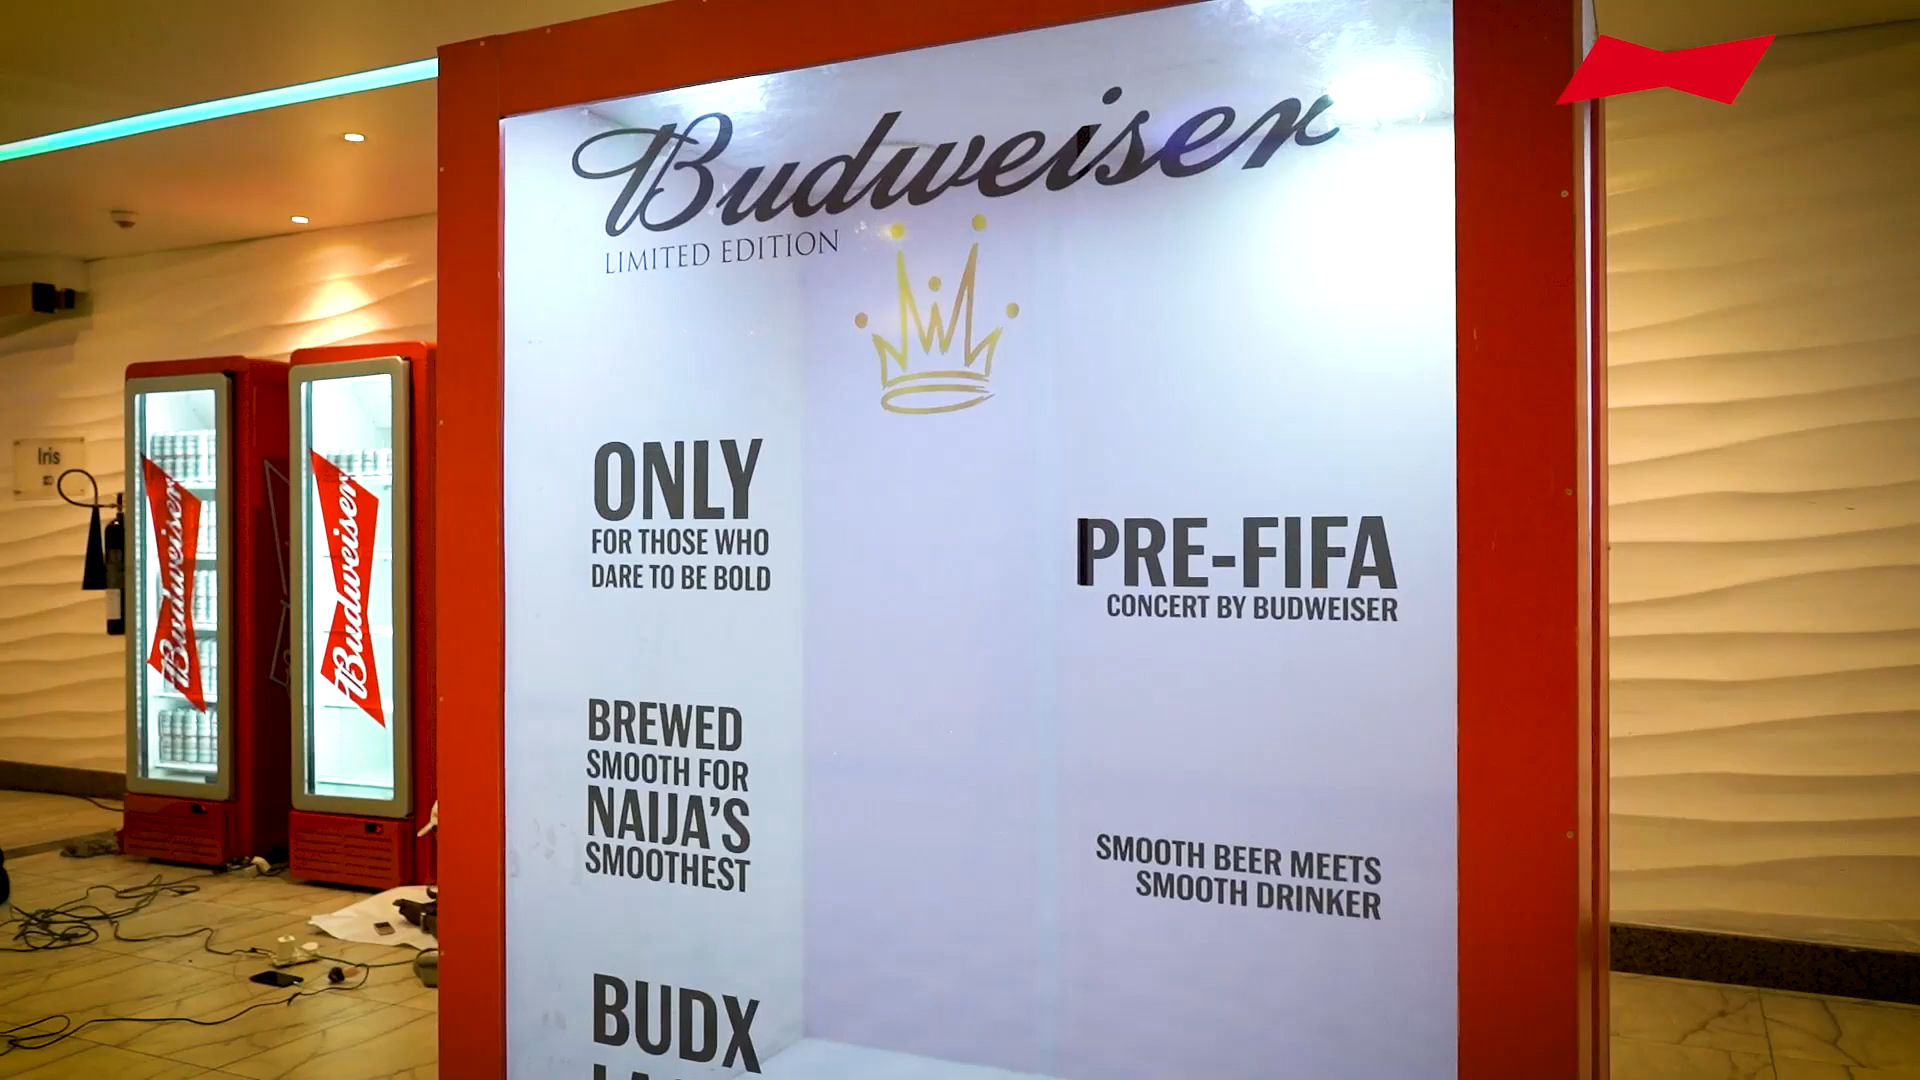 Budweiser
LIMITED EDITION
ONLY
FOR THOSE WHO
DARE TO BE BOLD
PRE-FIFA
CONCERT BY BUDWEISER
BREWED
SMOOTH FOR
NAIJA'S
SMOOTHEST
SMOOTH BEER MEETS
SMOOTH DRINKER
BUDX
Iris
Budweiser
Budweiser